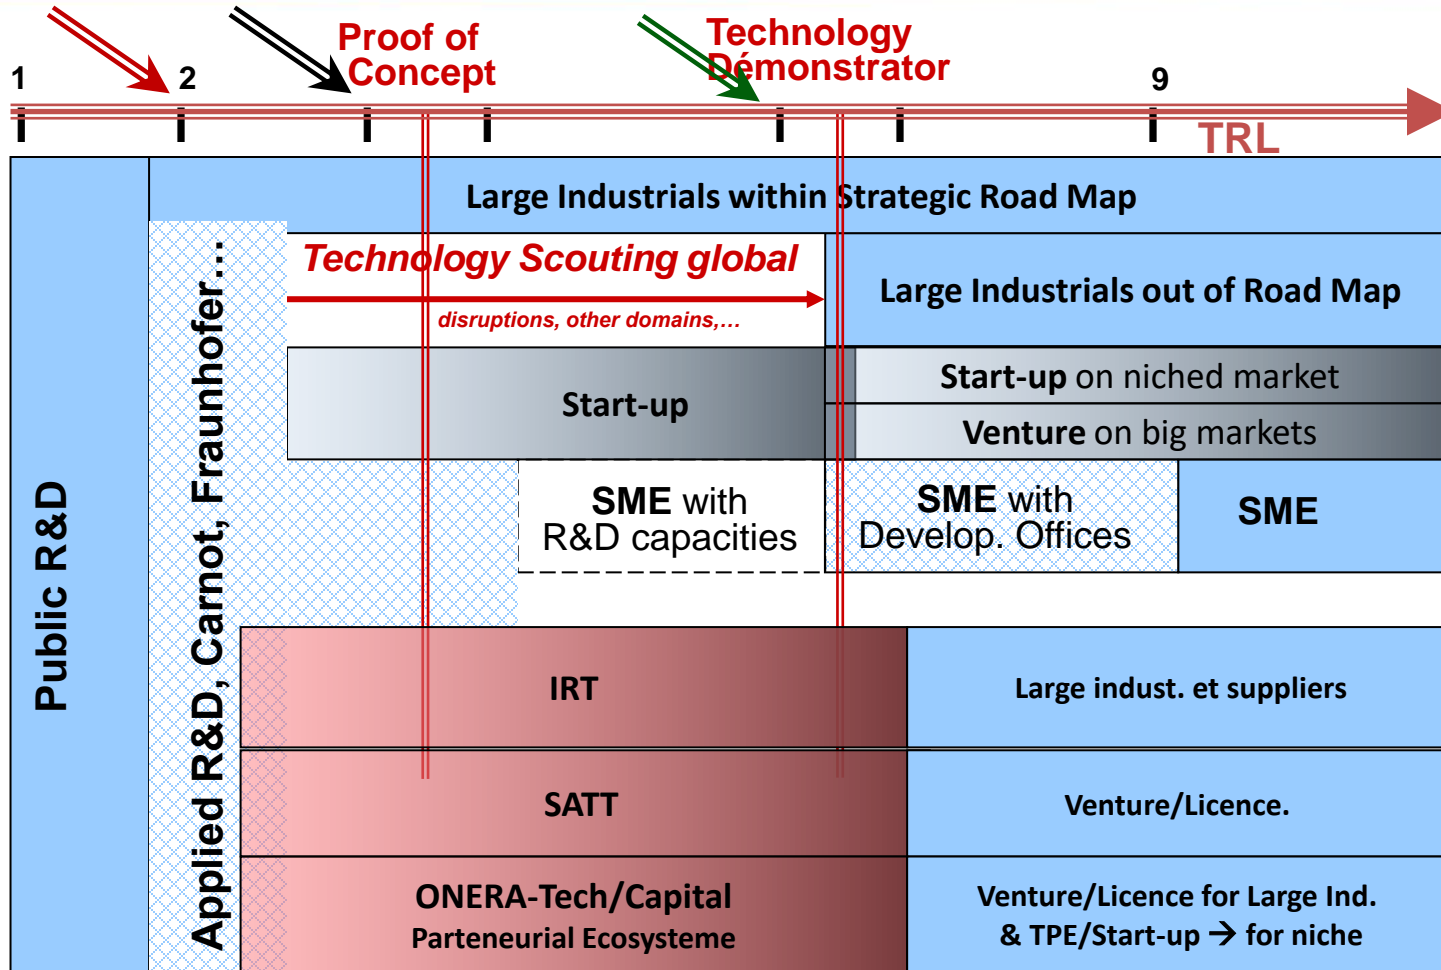 Proof of
Concept
Technology
Démonstrator
1
2
9
TRL
Large Industrials within Strategic Road Map
Technology Scouting global
disruptions, other domains,...
Large Industrials out of Road Map
Start-up
Start-up on niched market
Venture on big markets
SME with
R&D capacities
SME with
Develop. Offices
SME
Public R&D
Applied R&D, Carnot, Fraunhofer...
IRT
Large indust. et suppliers
SATT
Venture/Licence.
ONERA-Tech/Capital
Parteneurial Ecosysteme
Venture/Licence for Large Ind.
& TPE/Start-up → for niche